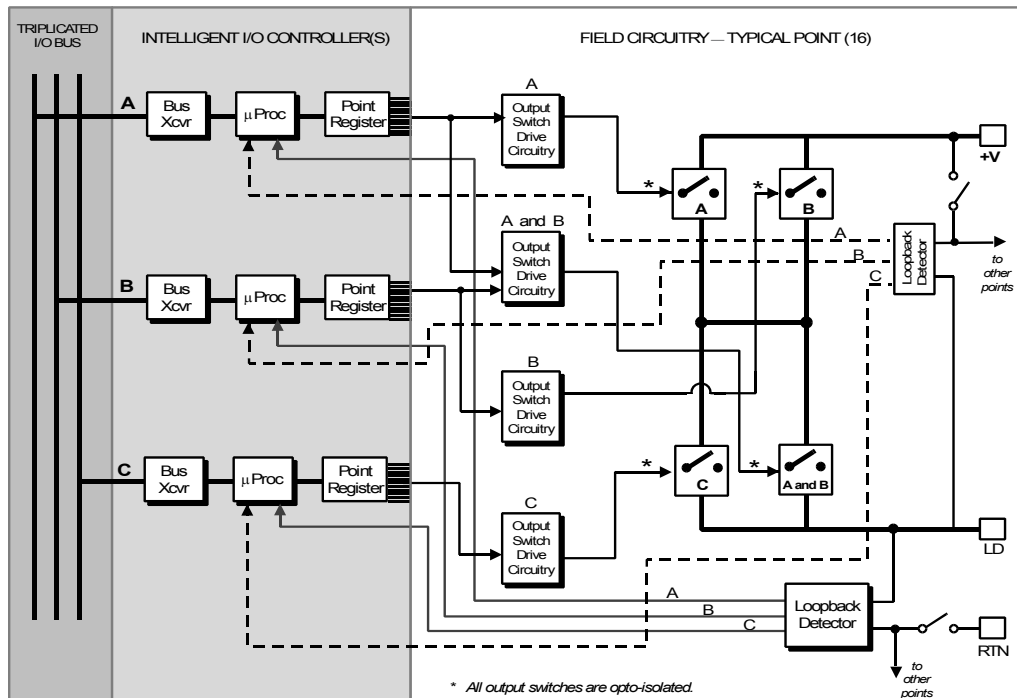 TRIPLICATED
I/O BUS
INTELLIGENT I/O CONTROLLER(S)
FIELD CIRCUITRY — TYPICAL POINT (16)
A
Bus
Xcvr
µ Proc
Point
Register
A
Output
Switch
Drive
Circuitry
+V
*
A
*
B
A and B
Output
Switch
Drive
Circuitry
A
B
C
Loopback
Detector
to
other
points
B
Bus
Xcvr
µ Proc
Point
Register
B
Output
Switch
Drive
Circuitry
C
Bus
Xcvr
µ Proc
Point
Register
*
C
*
A and B
C
Output
Switch
Drive
Circuitry
LD
A
B
C
Loopback
Detector
RTN
to
other
points
* All output switches are opto-isolated.